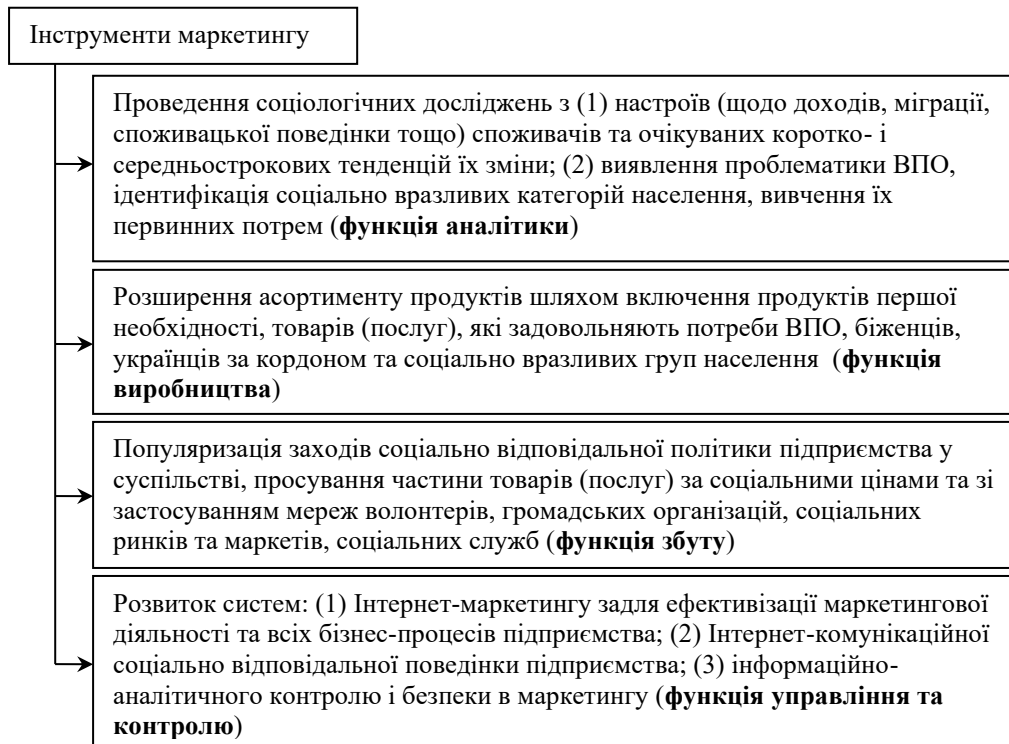 Інструменти маркетингу
Проведення соціологічних досліджень з (1) настроїв (щодо доходів, міграції,
споживацької поведінки тощо) споживачів та очікуваних коротко- і
середньострокових тенденцій їх зміни; (2) виявлення проблематики ВПО,
ідентифікація соціально вразливих категорій населення, вивчення їх
первинних потрем (функція аналітики)
Розширення асортименту продуктів шляхом включення продуктів першої
необхідності, товарів (послуг), які задовольняють потреби ВПО, біженців,
українців за кордоном та соціально вразливих груп населення (функція
виробництва)
Популяризація заходів соціально відповідальної політики підприємства у
суспільстві, просування частини товарів (послуг) за соціальними цінами та зі
застосуванням мереж волонтерів, громадських організацій, соціальних
ринків та маркетів, соціальних служб (функція збуту)
Розвиток систем: (1) Інтернет-маркетингу задля ефективізації маркетингової
діяльності та всіх бізнес-процесів підприємства; (2) Інтернет-комунікаційної
соціально відповідальної поведінки підприємства; (3) інформаційно-
аналітичного контролю і безпеки в маркетингу (функція управління та
контролю)